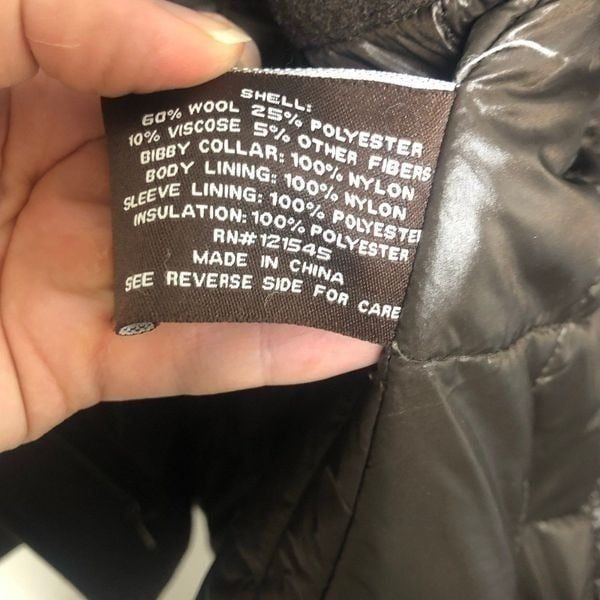 SHELL:
60% WOOL 25% POLYESTER
10% VISCOSE 5% OTHER FIBERS
BIBBY COLLAR: 100% NYLON
BODY LINING: 100% NYLON
SLEEVE LINING: 100% POLYESTE
INSULATION: 100% POLYESTER
RN#121545
MADE IN CHINA
SEE REVERSE SIDE FOR CARE